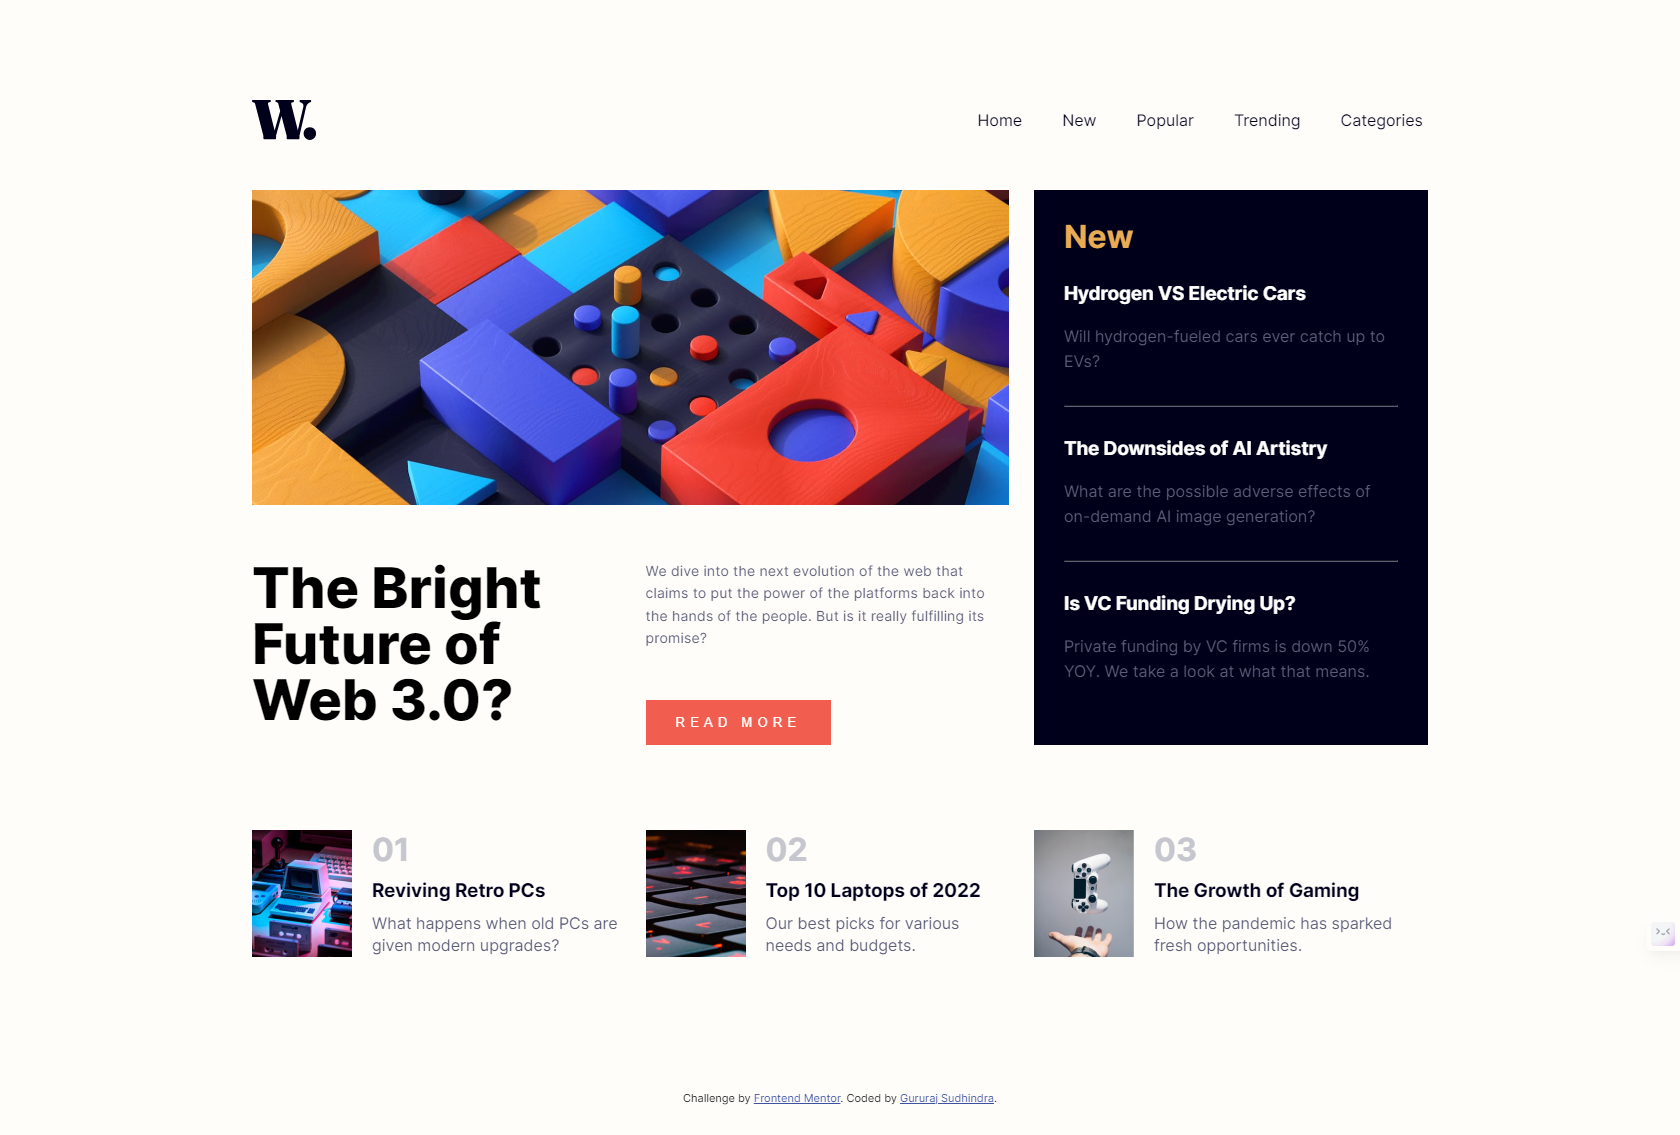 W.
Home
New
Popular
Trending
Categories
The Bright
Future of
Web 3.0?
We dive into the next evolution of the web that
claims to put the power of the platforms back into
the hands of the people. But is it really fulfilling its
promise?
READ MORE
New
Hydrogen VS Electric Cars
Will hydrogen-fueled cars ever catch up to
EVs?
The Downsides of AI Artistry
What are the possible adverse effects of
on-demand AI image generation?
Is VC Funding Drying Up?
Private funding by VC firms is down 50%
YOY. We take a look at what that means.
01
Reviving Retro PCs
What happens when old PCs are
given modern upgrades?
02
Top 10 Laptops of 2022
Our best picks for various
needs and budgets.
03
The Growth of Gaming
How the pandemic has sparked
fresh opportunities.
Challenge by Frontend Mentor. Coded by Gururaj Sudhindra.